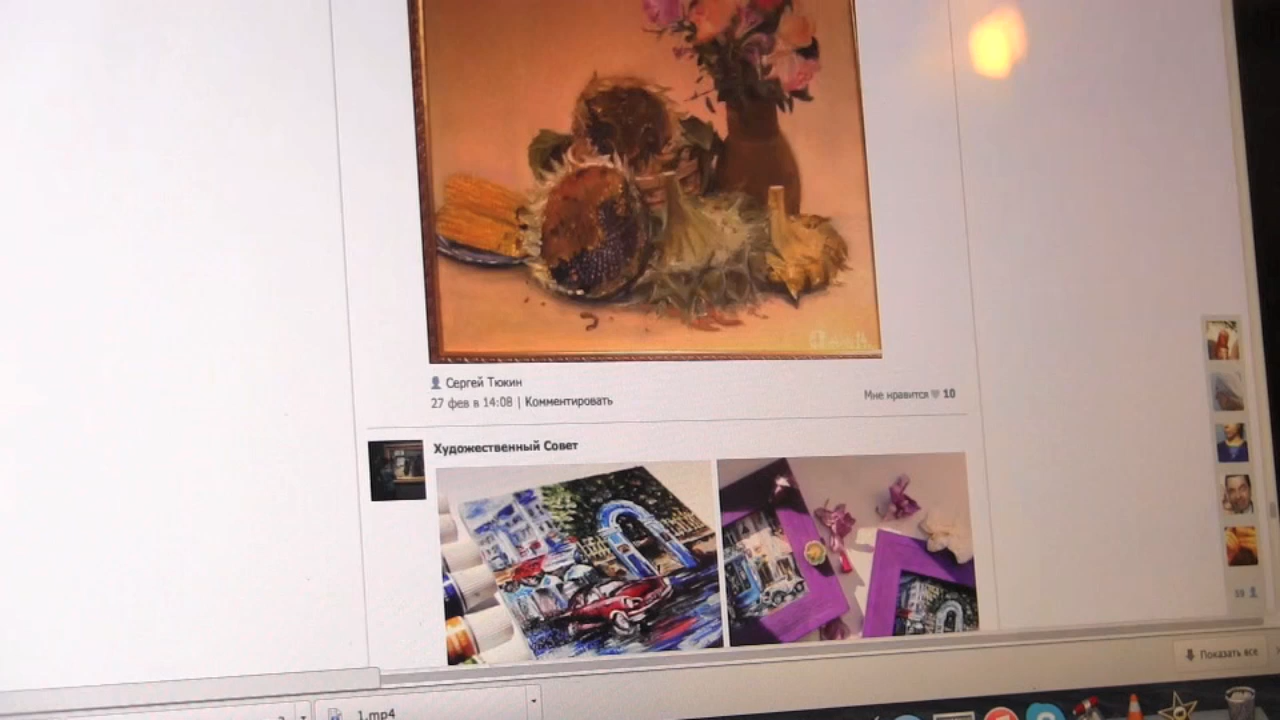 Сергей Тюкин
27 фев в 14:08 | Комментировать
Мне нравится 10
Художественный Совет
Показать все
1.mp4